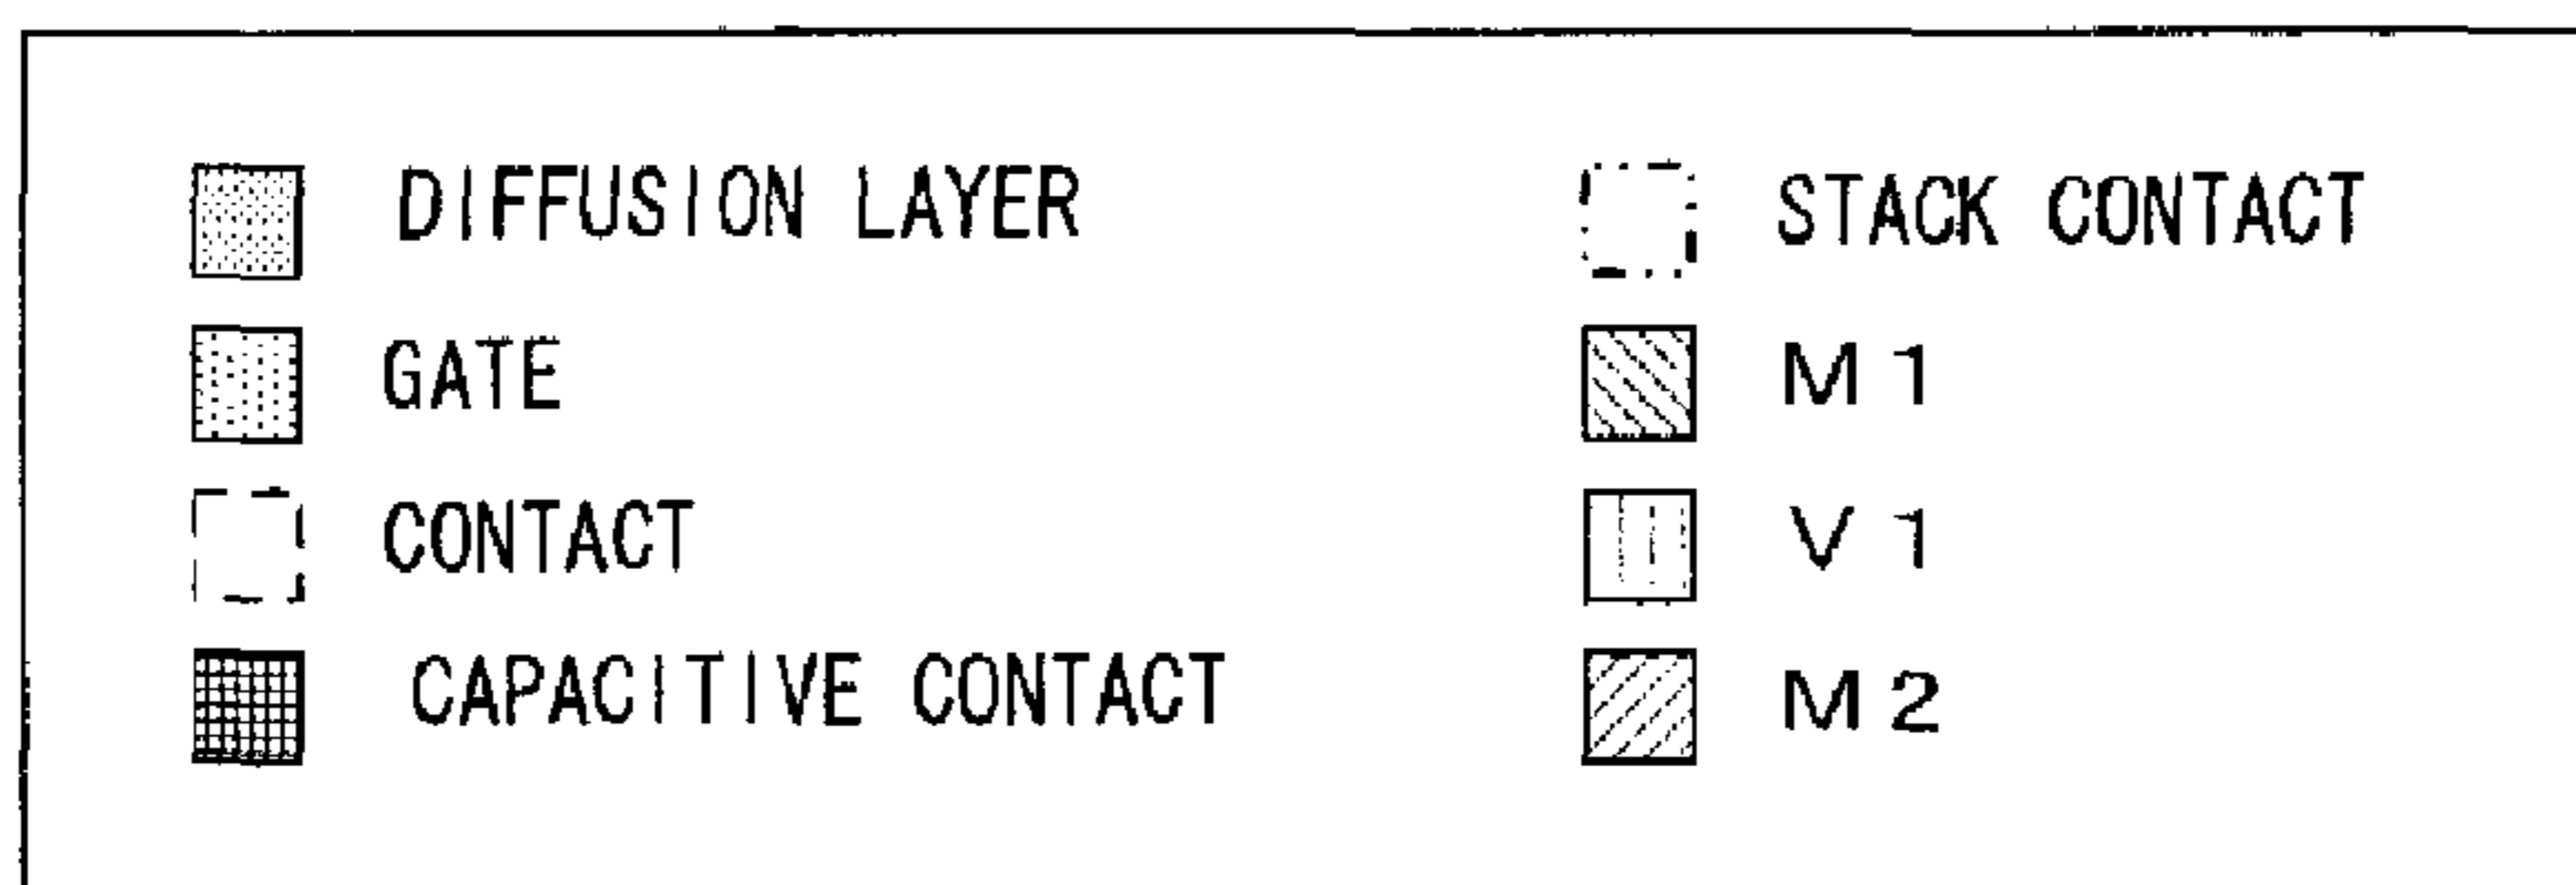 DIFFUSION LAYER
GATE
CONTACT
CAPACITIVE CONTACT
STACK CONTACT
M1
V1
M2